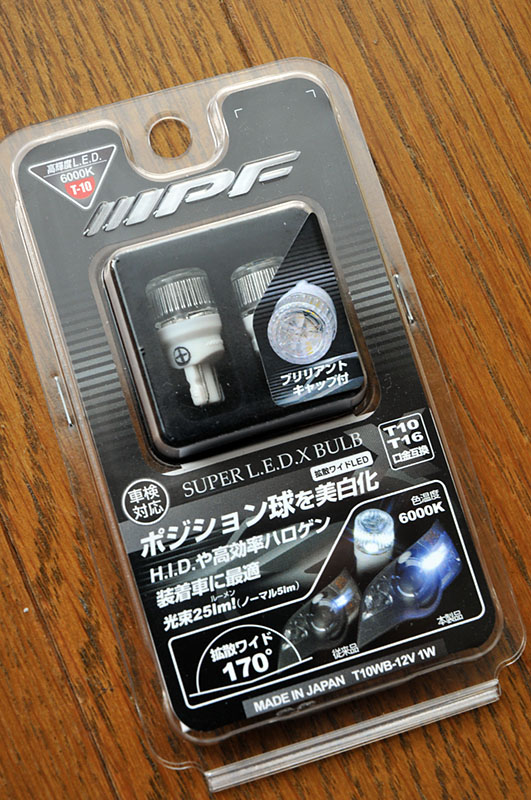 高輝度L.E.D.
6000K
T-10
IPF
ブリリアント
キャップ付
車検
対応
SUPER L.E.D.X BULB
拡散ワイドLED
T10
T16
口金互換
ポジション球を美白化
H.I.D.や高効率ハロゲン
装着車に最適
ルーメン
光束25lm!(ノーマル5lm)
色温度
6000K
拡散ワイド
170°
従来品
本製品
MADE IN JAPAN T10WB-12V 1W